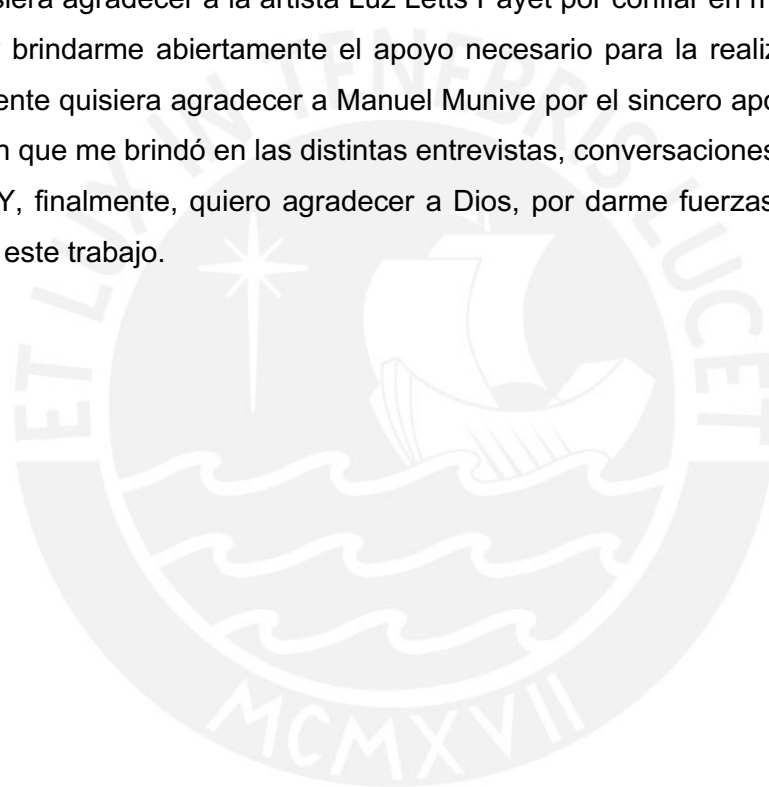 siera agradecer a la artista Luz Letts Payet por confiar en
brindarme abiertamente el apoyo necesario para la
ente quisiera agradecer a Manuel Munive por el sincero
n que me brindó en las distintas entrevistas, conversaciones
Y, finalmente, quiero agradecer a Dios, por darme fuerzas
este trabajo.
ET LUX IN TENEBRIS LUCET
MCMXVII